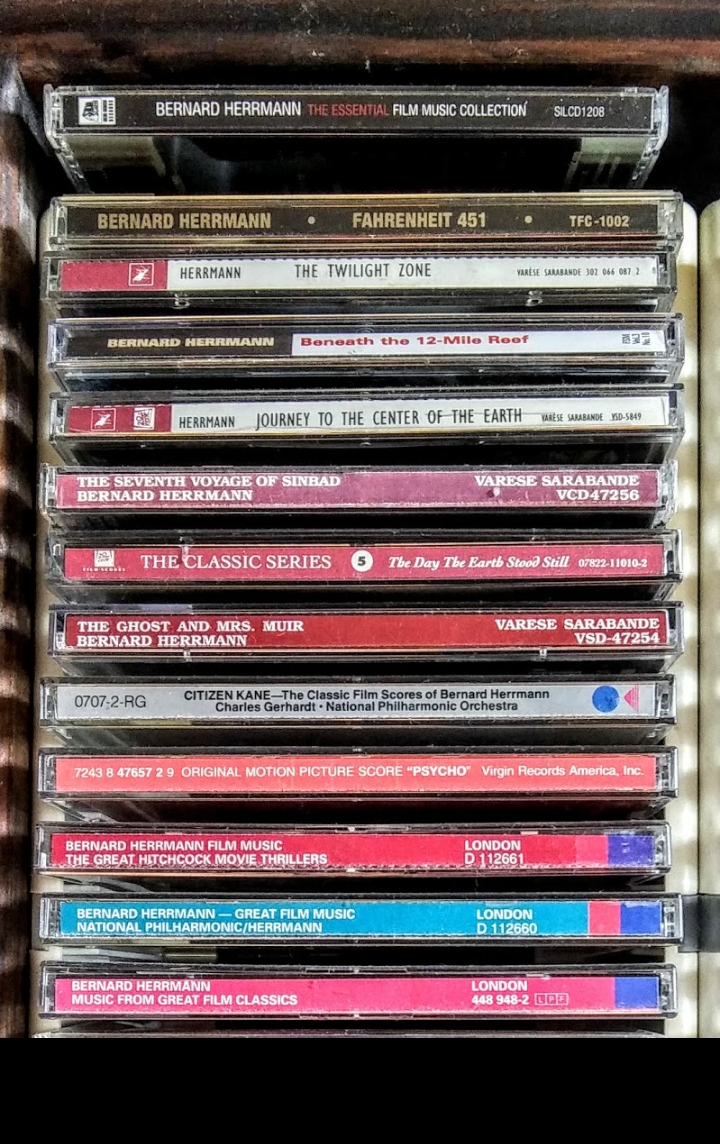 BERNARD HERRMANN THE ESSENTIAL FILM MUSIC COLLECTION SILCD1208
BERNARD HERRMANN • FAHRENHEIT 451 • TFC-1002
HERRMANN THE TWILIGHT ZONE VARÈSE SARABANDE 302 066 087 2
BERNARD HERRMANN Beneath the 12-Mile Reef
HERRMANN JOURNEY TO THE CENTER OF THE EARTH VARÈSE SARABANDE VSD-5849
THE SEVENTH VOYAGE OF SINBAD VARESE SARABANDE
BERNARD HERRMANN VCD47256
THE CLASSIC SERIES 5 The Day The Earth Stood Still 07822-11010-2
THE GHOST AND MRS. MUIR VARESE SARABANDE
BERNARD HERRMANN VSD-47254
0707-2-RG CITIZEN KANE—The Classic Film Scores of Bernard Herrmann
Charles Gerhardt • National Philharmonic Orchestra
7243 8 47657 2 9 ORIGINAL MOTION PICTURE SCORE "PSYCHO" Virgin Records America, Inc.
BERNARD HERRMANN FILM MUSIC LONDON
THE GREAT HITCHCOCK MOVIE THRILLERS D 112661
BERNARD HERRMANN — GREAT FILM MUSIC LONDON
NATIONAL PHILHARMONIC/HERRMANN D 112660
BERNARD HERRMANN LONDON
MUSIC FROM GREAT FILM CLASSICS 448 948-2 LPF